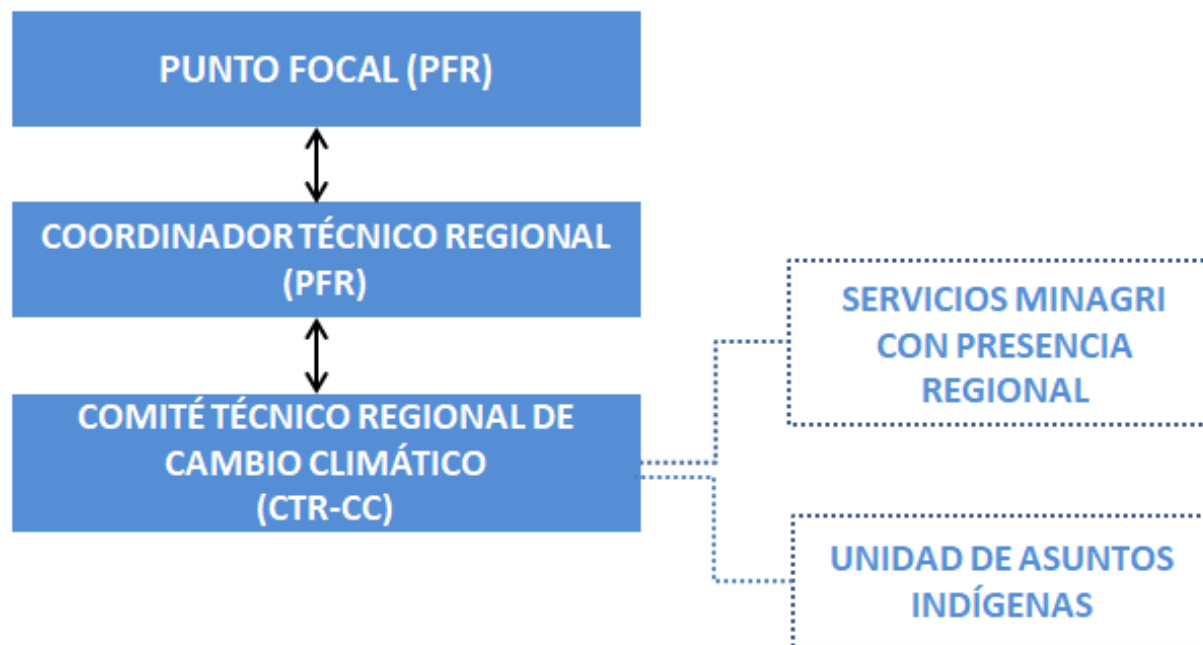 PUNTO FOCAL (PFR)
COORDINADOR TÉCNICO REGIONAL
(PFR)
COMITÉ TÉCNICO REGIONAL DE
CAMBIO CLIMÁTICO
(CTR-CC)
SERVICIOS MINAGRI
CON PRESENCIA
REGIONAL
UNIDAD DE ASUNTOS
INDÍGENAS